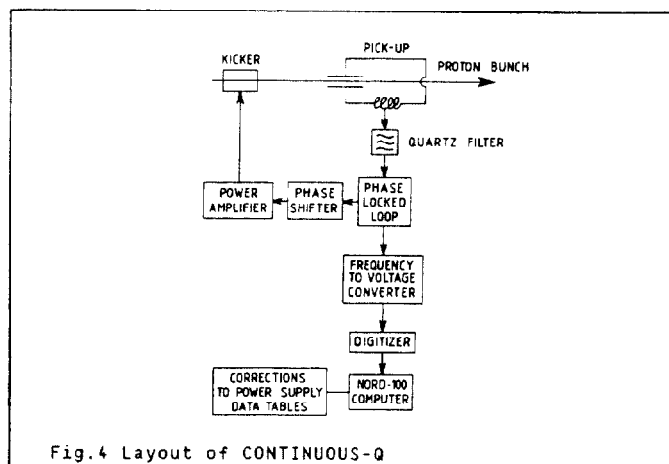 PICK-UP
KICKER
PROTON BUNCH
QUARTZ FILTER
POWER
AMPLIFIER
PHASE
SHIFTER
PHASE
LOCKED
LOOP
FREQUENCY
TO VOLTAGE
CONVERTER
DIGITIZER
CORRECTIONS
TO POWER SUPPLY
DATA TABLES
NORD-100
COMPUTER
Fig.4 Layout of CONTINUOUS-Q